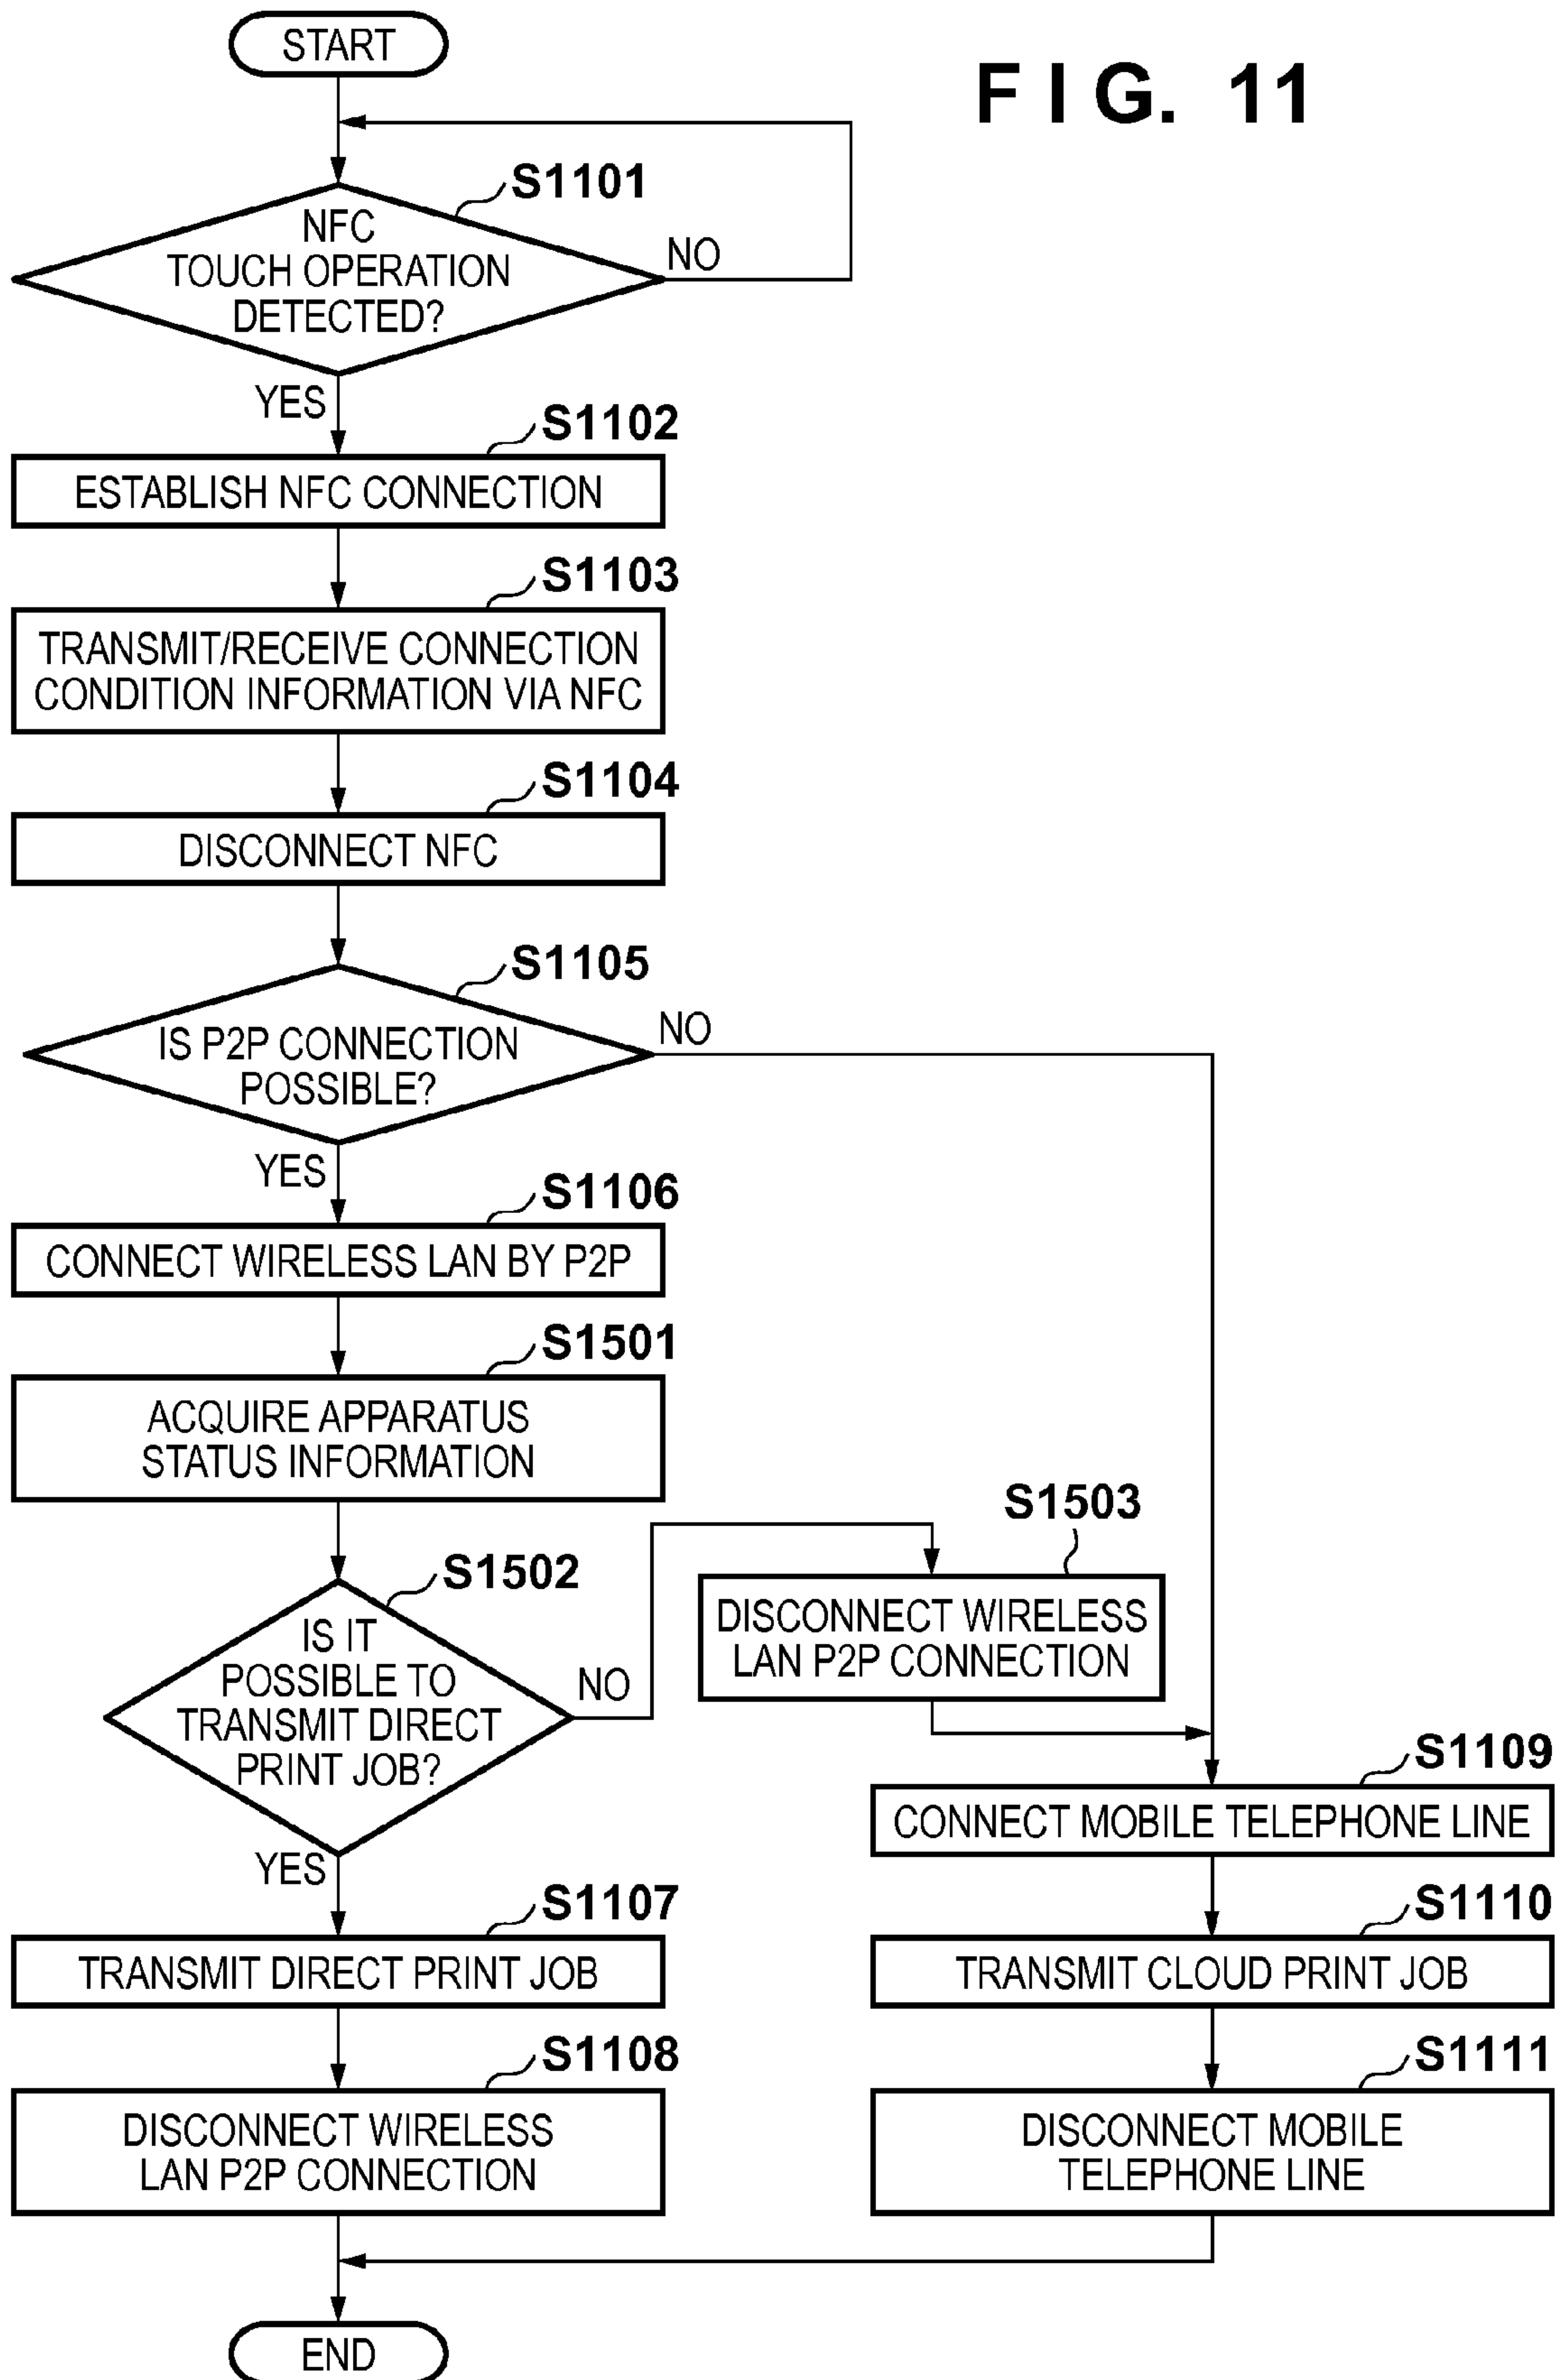 START
FIG. 11
S1101
NFC
TOUCH OPERATION
DETECTED?
NO
YES
S1102
ESTABLISH NFC CONNECTION
S1103
TRANSMIT/RECEIVE CONNECTION
CONDITION INFORMATION VIA NFC
S1104
DISCONNECT NFC
S1105
IS P2P CONNECTION
POSSIBLE?
NO
YES
S1106
CONNECT WIRELESS LAN BY P2P
S1501
ACQUIRE APPARATUS
STATUS INFORMATION
S1502
IS IT
POSSIBLE TO
TRANSMIT DIRECT
PRINT JOB?
NO
YES
S1503
DISCONNECT WIRELESS
LAN P2P CONNECTION
S1107
TRANSMIT DIRECT PRINT JOB
S1108
DISCONNECT WIRELESS
LAN P2P CONNECTION
S1109
CONNECT MOBILE TELEPHONE LINE
S1110
TRANSMIT CLOUD PRINT JOB
S1111
DISCONNECT MOBILE
TELEPHONE LINE
END